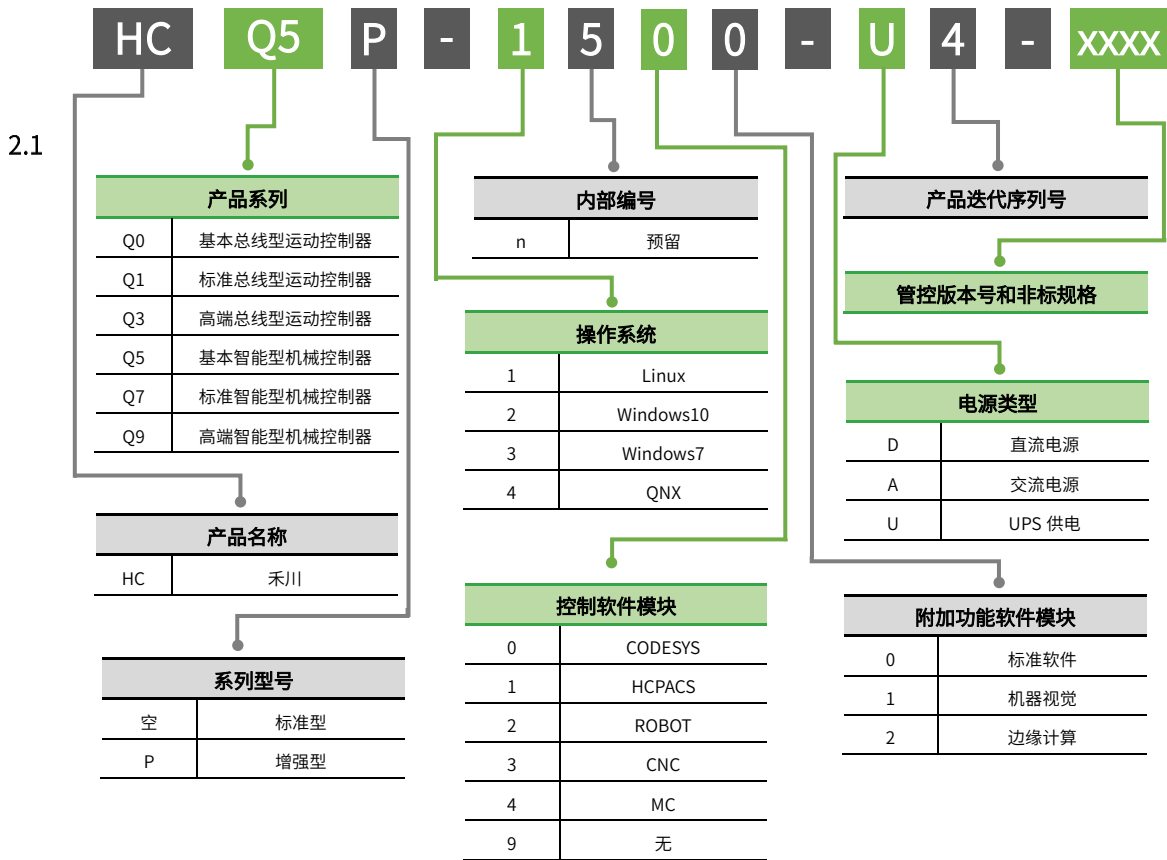 HC Q5 P - 1 5 0 0 - U 4 - xxxx
2.1
产品系列
Q0 基本总线型运动控制器
Q1 标准总线型运动控制器
Q3 高端总线型运动控制器
Q5 基本智能型机械控制器
Q7 标准智能型机械控制器
Q9 高端智能型机械控制器
产品名称
HC 禾川
系列型号
空 标准型
P 增强型
内部编号
n 预留
操作系统
1 Linux
2 Windows10
3 Windows7
4 QNX
控制软件模块
0 CODESYS
1 HCPACS
2 ROBOT
3 CNC
4 MC
9 无
产品迭代序列号
管控版本号和非标规格
电源类型
D 直流电源
A 交流电源
U UPS 供电
附加功能软件模块
0 标准软件
1 机器视觉
2 边缘计算